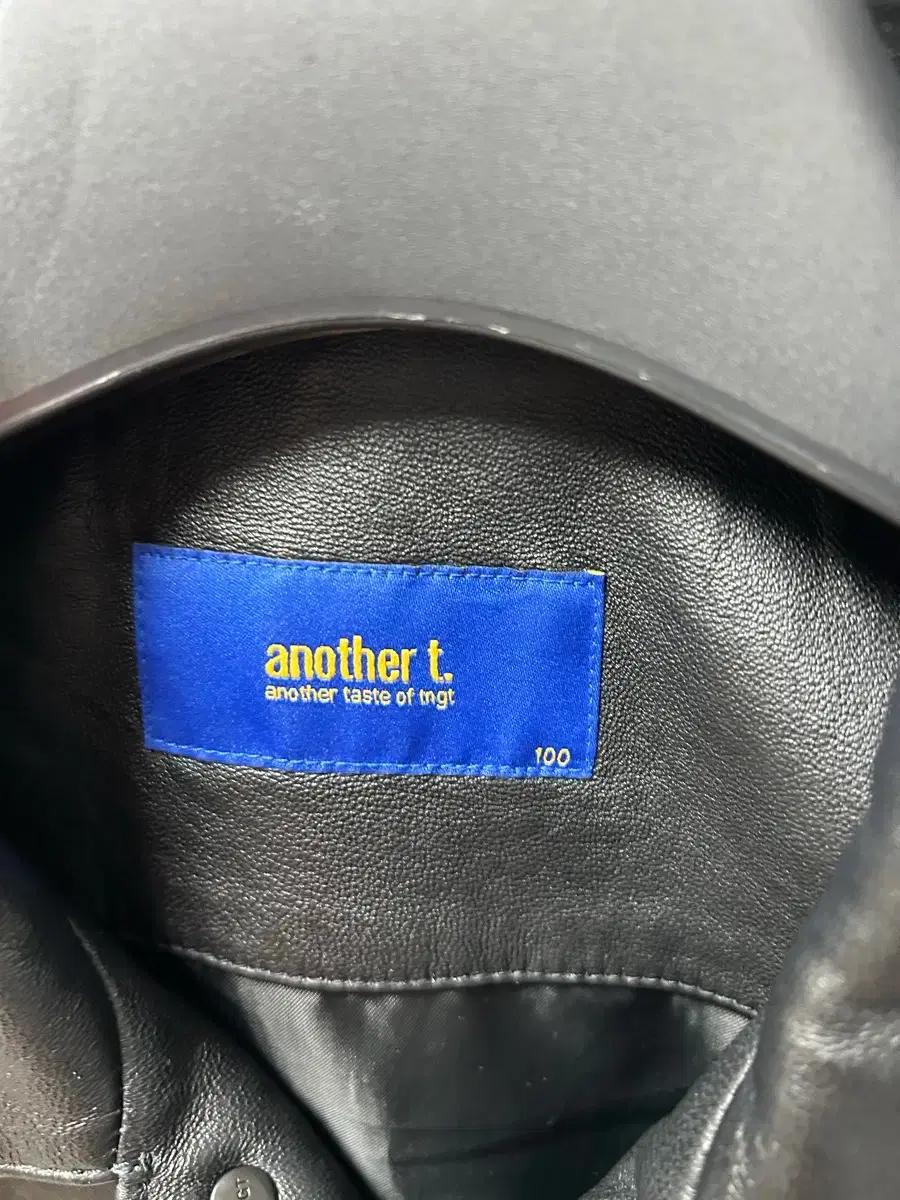 another t.
another taste of tngt
100